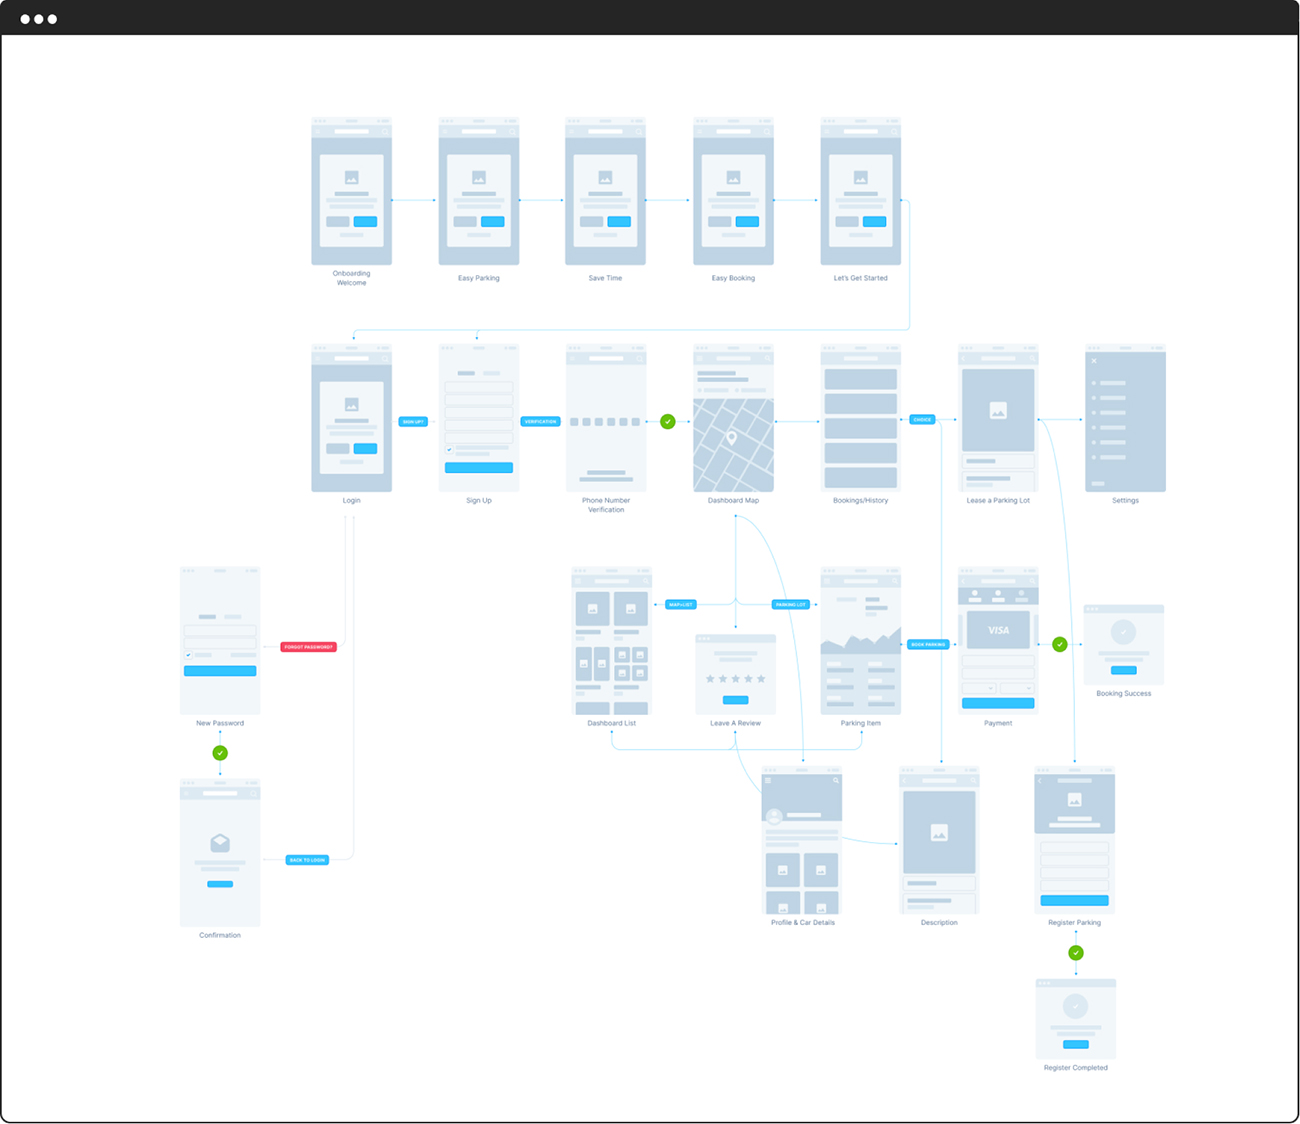 Onboarding
Welcome
Easy Parking
Save Time
Easy Booking
Let's Get Started
SIGN UP?
VERIFICATION
CHOICE
Login
Sign Up
Phone Number
Verification
Dashboard Map
Bookings/History
Lease a Parking Lot
Settings
MAP>LIST
PARKING LOT
FORGOT PASSWORD?
VISA
BOOK PARKING
Booking Success
New Password
Dashboard List
Leave A Review
Parking Item
Payment
BACK TO LOGIN
Confirmation
Profile & Car Details
Description
Register Parking
Register Completed